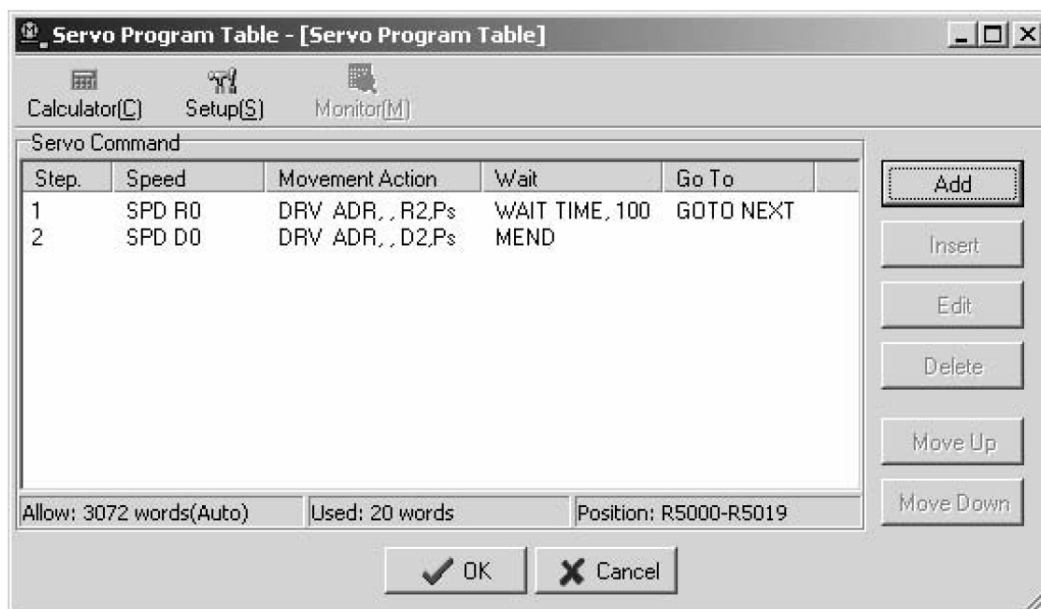 Servo Program Table - [Servo Program Table]
Calculator(C) Setup(S) Monitor(M)
Servo Command
Step. Speed Movement Action Wait Go To
1 SPD R0 DRV ADR, , R2,Ps WAIT TIME, 100 GOTO NEXT
2 SPD D0 DRV ADR, , D2,Ps MEND
Allow: 3072 words(Auto) Used: 20 words Position: R5000-R5019
Add
Insert
Edit
Delete
Move Up
Move Down
OK Cancel